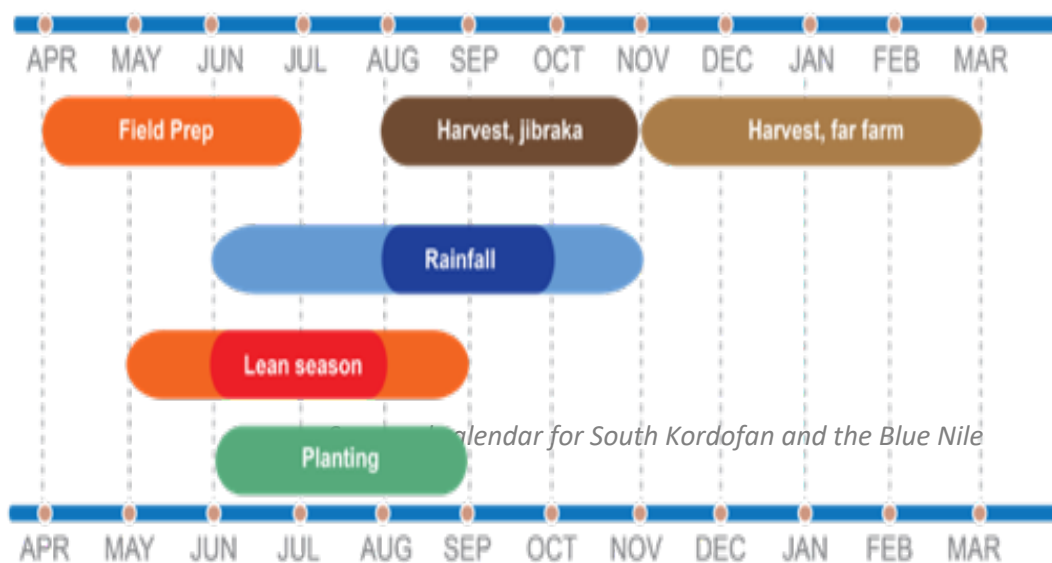 APR MAY JUN JUL AUG SEP OCT NOV DEC JAN FEB MAR
Field Prep Harvest, jibraka Harvest, far farm
Rainfall
Lean season
calendar for South Kordofan and the Blue Nile
Planting
APR MAY JUN JUL AUG SEP OCT NOV DEC JAN FEB MAR